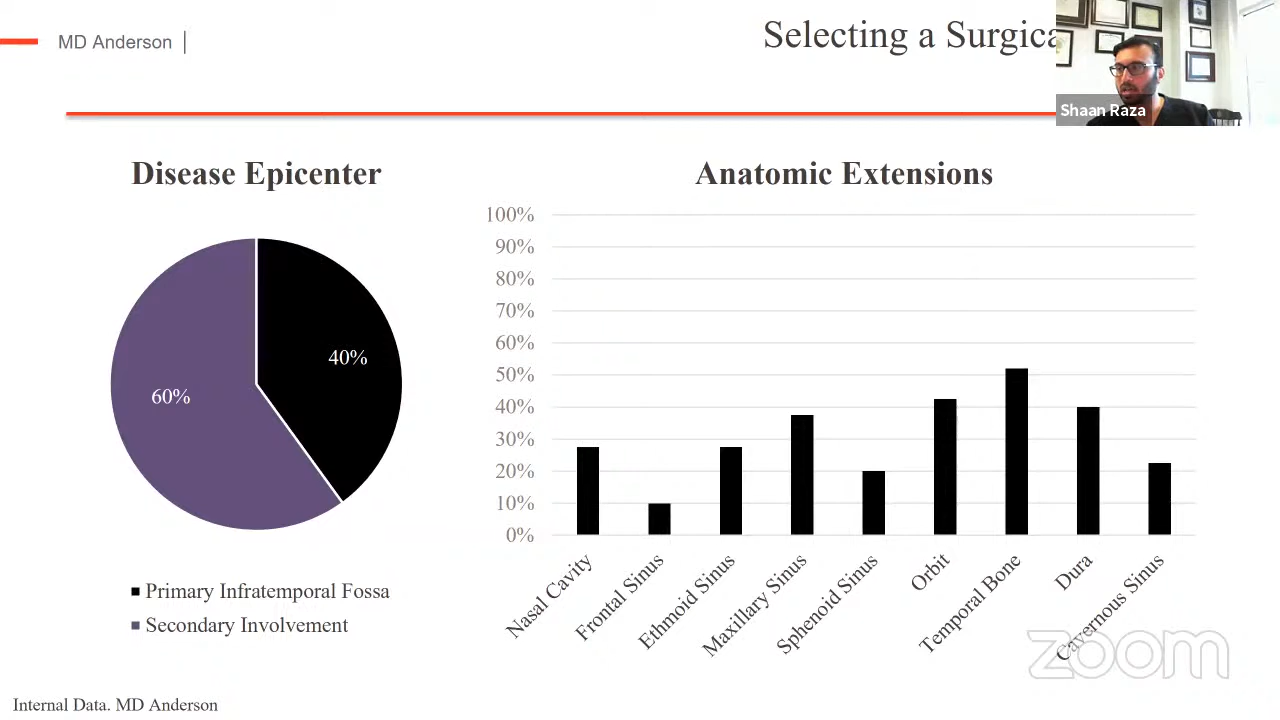 MD Anderson |
Selecting a Surgica
Shaan Raza
Disease Epicenter
40%
60%
Primary Infratemporal Fossa
Secondary Involvement
Anatomic Extensions
100%
90%
80%
70%
60%
50%
40%
30%
20%
10%
0%
Nasal Cavity
Frontal Sinus
Ethmoid Sinus
Maxillary Sinus
Sphenoid Sinus
Orbit
Temporal Bone
Dura
Cavernous Sinus
zoom
Internal Data. MD Anderson